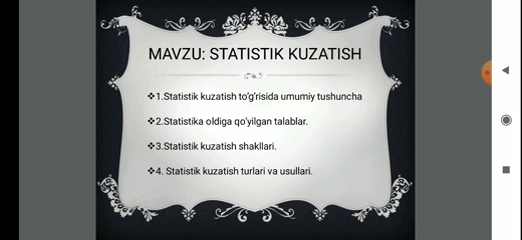 MAVZU: STATISTIK KUZATISH
❖1.Statistik kuzatish to'g'risida umumiy tushuncha
❖2.Statistika oldiga qo'yilgan talablar.
❖3.Statistik kuzatish shakllari.
❖4. Statistik kuzatish turlari va usullari.